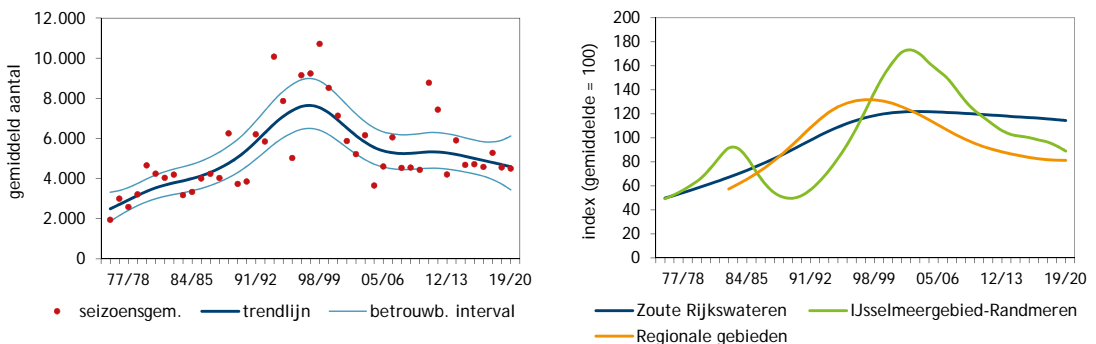 gemiddeld aantal
12.000
10.000
8.000
6.000
4.000
2.000
0
77/78 84/85 91/92 98/99 05/06 12/13 19/20
seizoensgem. trendlijn betrouwb. interval
index (gemiddelde = 100)
200
180
160
140
120
100
80
60
40
20
0
77/78 84/85 91/92 98/99 05/06 12/13 19/20
Zoute Rijkswateren IJsselmeergebied-Randmeren
Regionale gebieden